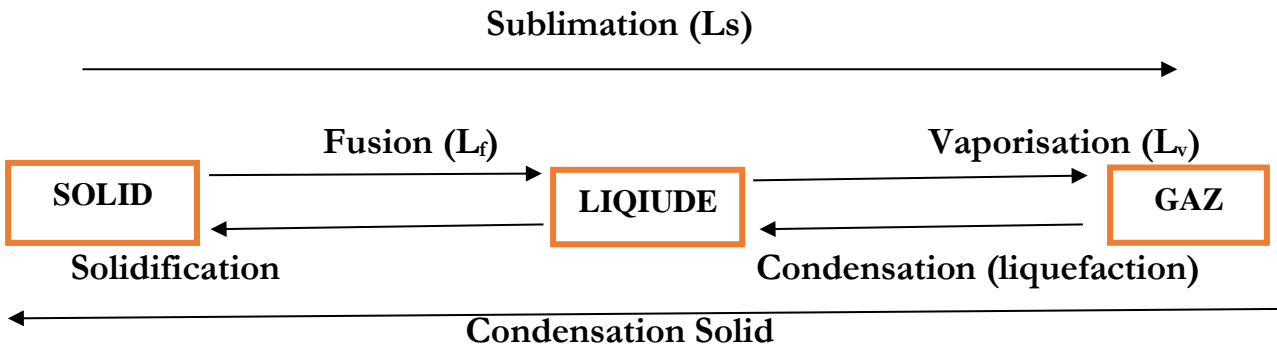 Sublimation (Ls)
Fusion (Lf)
Vaporisation (Lv)
SOLID
LIQIUDE
GAZ
Solidification
Condensation (liquefaction)
Condensation Solid